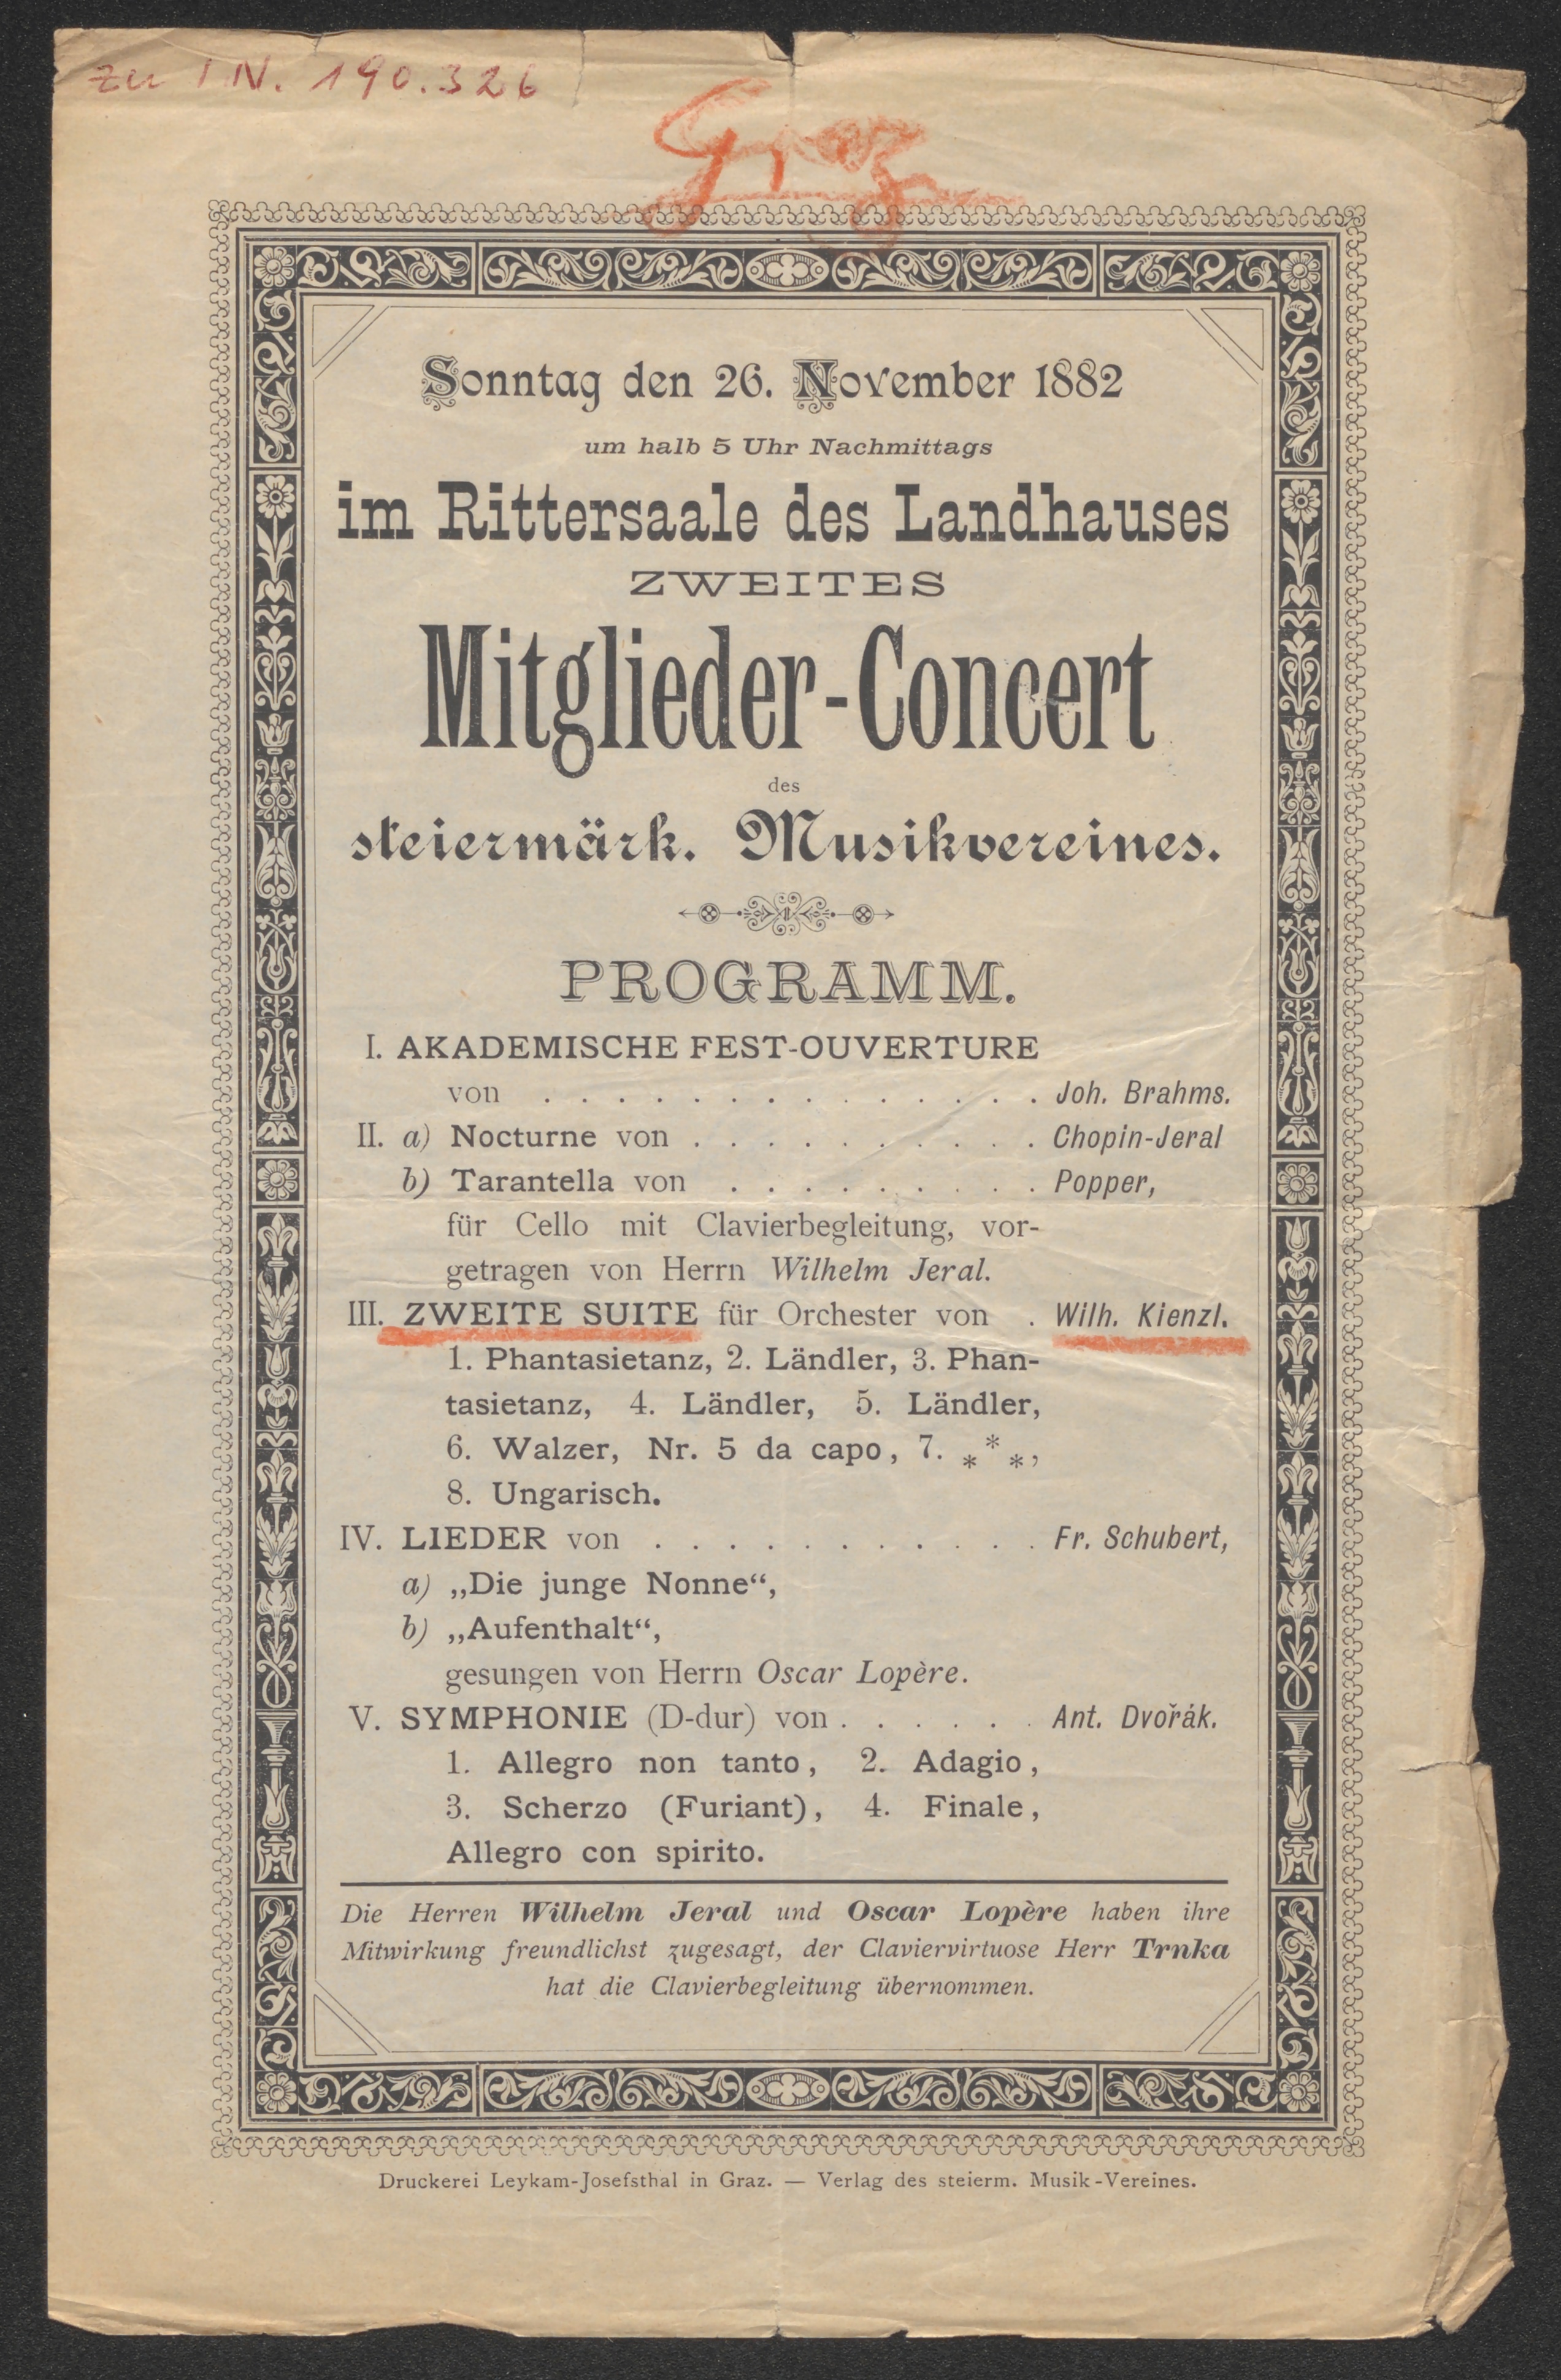 zu I.N. 190.326
Graz
Sonntag den 26. November 1882
um halb 5 Uhr Nachmittags
im Rittersaale des Landhauses
ZWEITES
Mitglieder-Concert
des
steiermärk. Musikvereines.
PROGRAMM.
I. AKADEMISCHE FEST-OUVERTURE
von . . . . . . . . . . . . . . Joh. Brahms.
II. a) Nocturne von . . . . . . . . . . Chopin-Jeral
b) Tarantella von . . . . . . . . . Popper,
für Cello mit Clavierbegleitung, vor-
getragen von Herrn Wilhelm Jeral.
III. ZWEITE SUITE für Orchester von . Wilh. Kienzl.
1. Phantasietanz, 2. Ländler, 3. Phan-
tasietanz, 4. Ländler, 5. Ländler,
6. Walzer, Nr. 5 da capo, 7. * * *,
8. Ungarisch.
IV. LIEDER von . . . . . . . . . . . Fr. Schubert,
a) „Die junge Nonne“,
b) „Aufenthalt“,
gesungen von Herrn Oscar Lopère.
V. SYMPHONIE (D-dur) von . . . . . . Ant. Dvořák.
1. Allegro non tanto, 2. Adagio,
3. Scherzo (Furiant), 4. Finale,
Allegro con spirito.
Die Herren Wilhelm Jeral und Oscar Lopère haben ihre
Mitwirkung freundlichst zugesagt, der Claviervirtuose Herr Trnka
hat die Clavierbegleitung übernommen.
Druckerei Leykam-Josefsthal in Graz. — Verlag des steierm. Musik-Vereines.